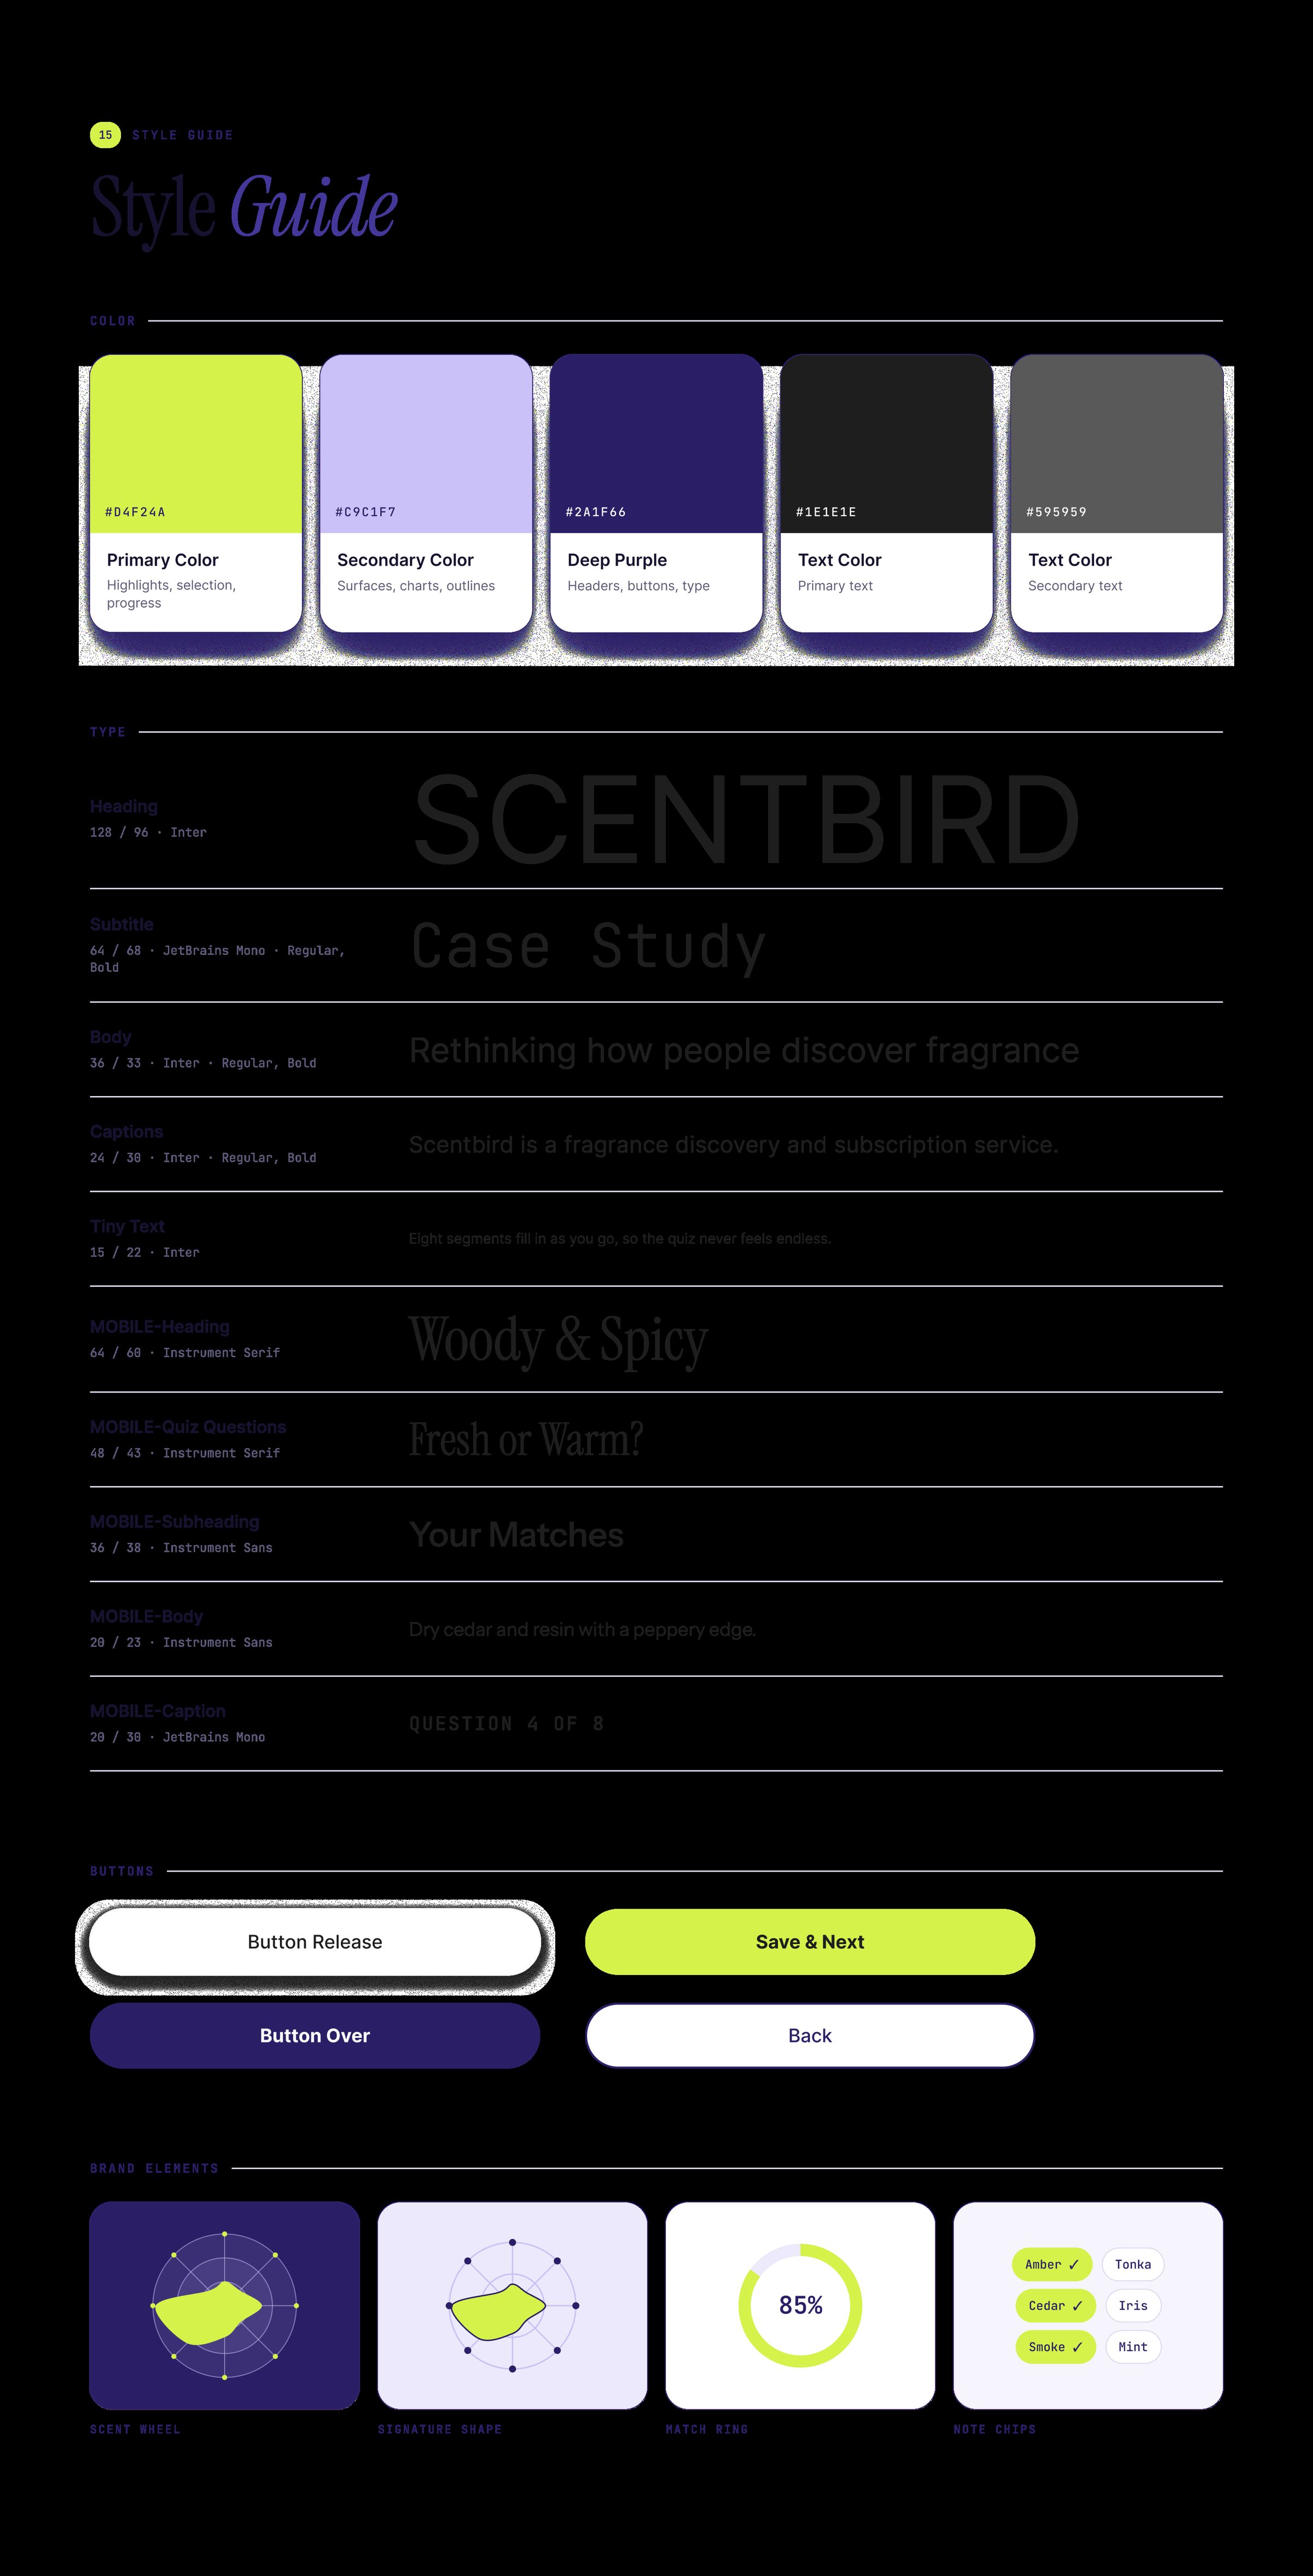 15 STYLE GUIDE
Style Guide
COLOR
#D4F24A
Primary Color
Highlights, selection,
progress
#C9C1F7
Secondary Color
Surfaces, charts, outlines
#2A1F66
Deep Purple
Headers, buttons, type
#1E1E1E
Text Color
Primary text
#595959
Text Color
Secondary text
TYPE
Heading
128 / 96 · Inter
SCENTBIRD
Subtitle
64 / 68 · JetBrains Mono · Regular,
Bold
Case Study
Body
36 / 33 · Inter · Regular, Bold
Rethinking how people discover fragrance
Captions
24 / 30 · Inter · Regular, Bold
Scentbird is a fragrance discovery and subscription service.
Tiny Text
15 / 22 · Inter
Eight segments fill in as you go, so the quiz never feels endless.
MOBILE-Heading
64 / 60 · Instrument Serif
Woody & Spicy
MOBILE-Quiz Questions
48 / 43 · Instrument Serif
Fresh or Warm?
MOBILE-Subheading
36 / 38 · Instrument Sans
Your Matches
MOBILE-Body
20 / 23 · Instrument Sans
Dry cedar and resin with a peppery edge.
MOBILE-Caption
20 / 30 · JetBrains Mono
QUESTION 4 OF 8
BUTTONS
Button Release
Save & Next
Button Over
Back
BRAND ELEMENTS
SCENT WHEEL
SIGNATURE SHAPE
85%
MATCH RING
Amber ✓ Tonka
Cedar ✓ Iris
Smoke ✓ Mint
NOTE CHIPS